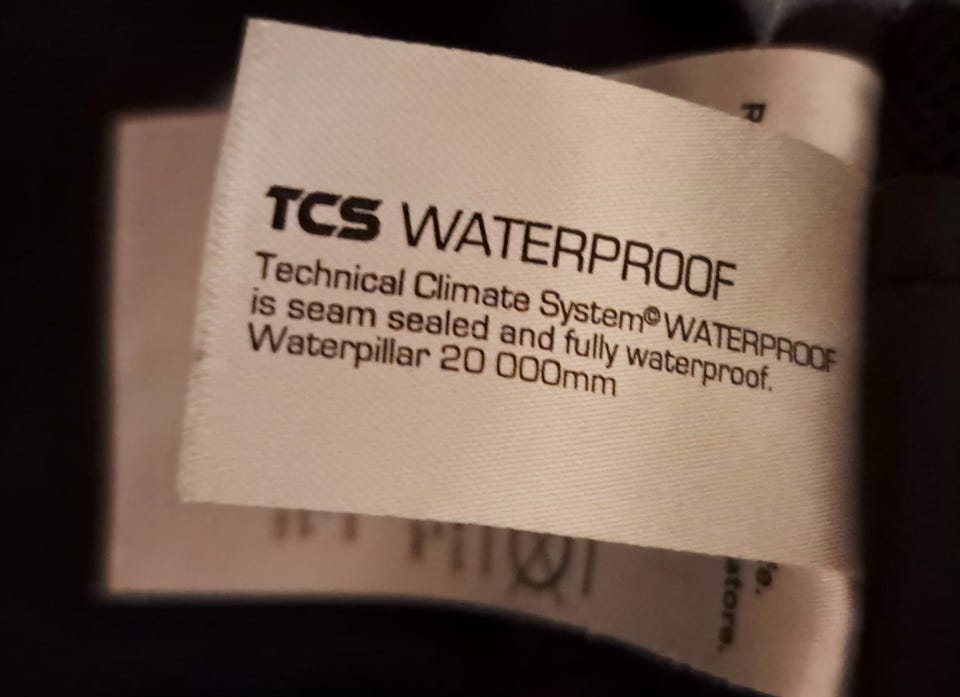 TCS WATERPROOF
Technical Climate System© WATERPROOF
is seam sealed and fully waterproof.
Waterpillar 20 000mm